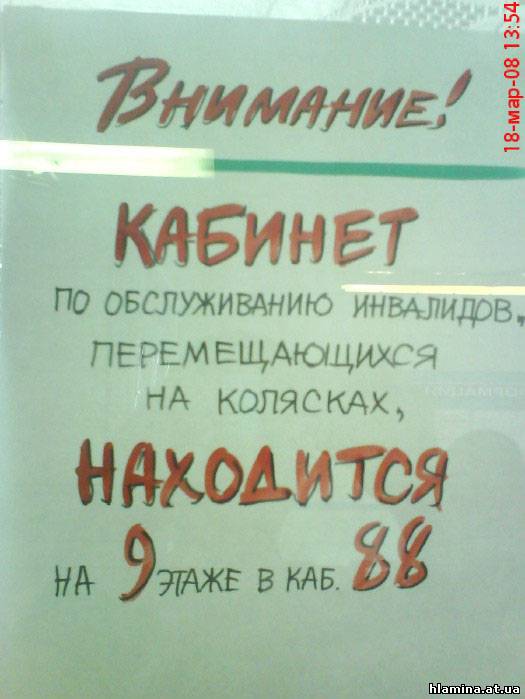 18-мар-08 13:54
Внимание!
КАБИНЕТ
ПО ОБСЛУЖИВАНИЮ ИНВАЛИДОВ,
ПЕРЕМЕЩАЮЩИХСЯ
НА КОЛЯСКАХ,
НАХОДИТСЯ
НА 9 ЭТАЖЕ В КАБ. 88
hlamina.at.ua